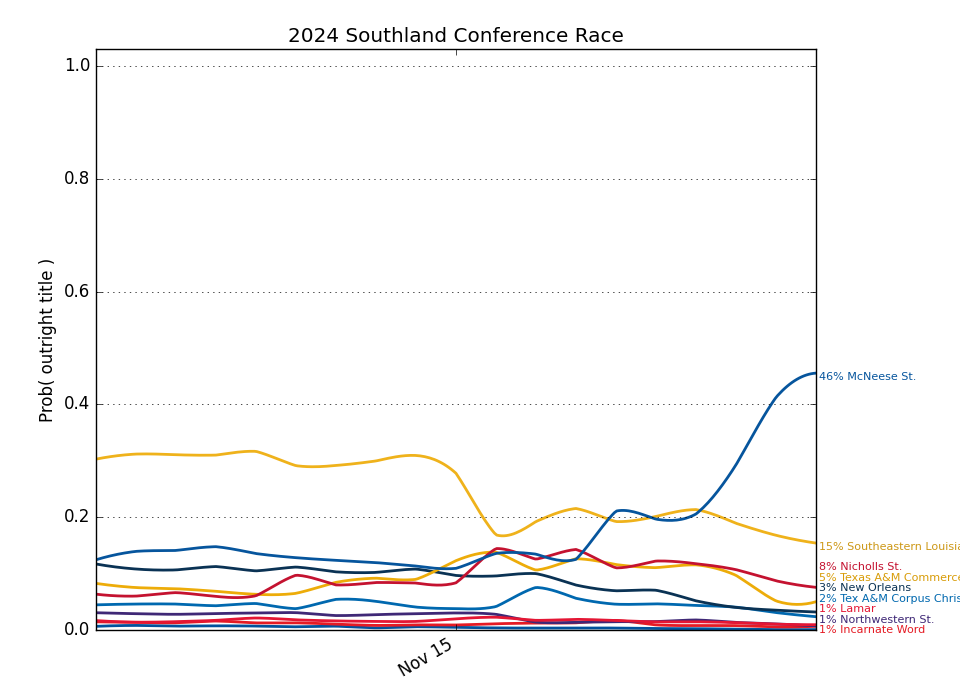 2024 Southland Conference Race
Prob( outright title )
1.0
0.8
0.6
0.4
0.2
0.0
Nov 15
46% McNeese St.
15% Southeastern Louisia
8% Nicholls St.
5% Texas A&M Commerce
3% New Orleans
2% Tex A&M Corpus Chris
1% Lamar
1% Northwestern St.
1% Incarnate Word